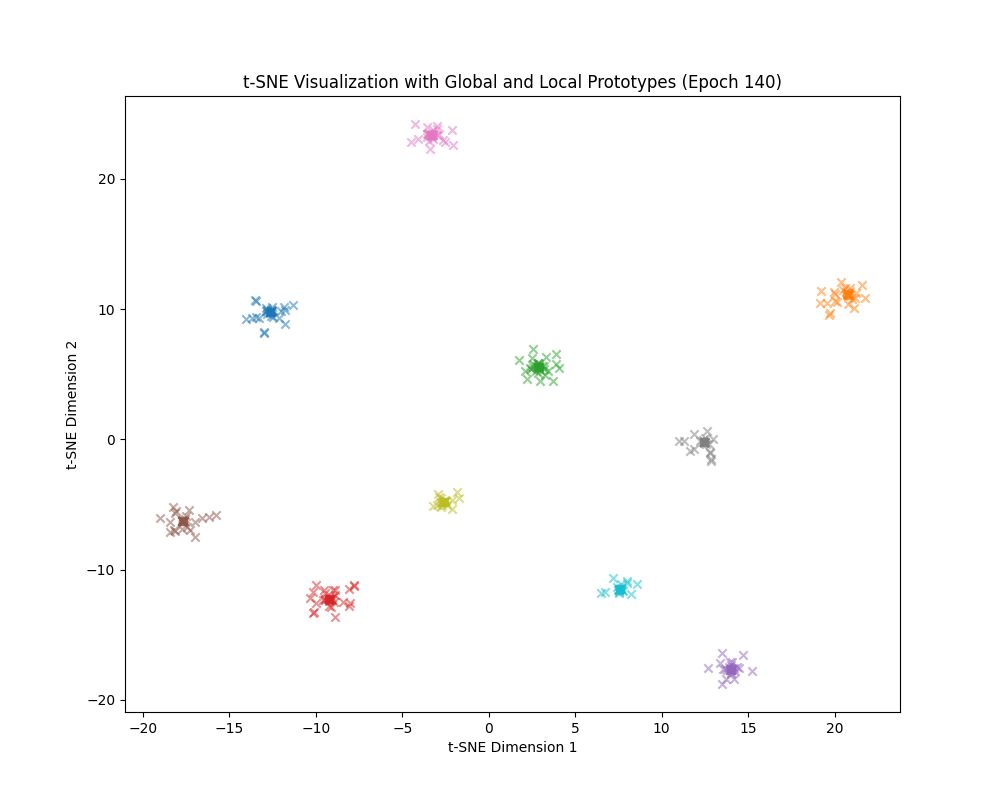 t-SNE Visualization with Global and Local Prototypes (Epoch 140)
t-SNE Dimension 2
20
10
0
−10
−20
−20 −15 −10 −5 0 5 10 15 20
t-SNE Dimension 1